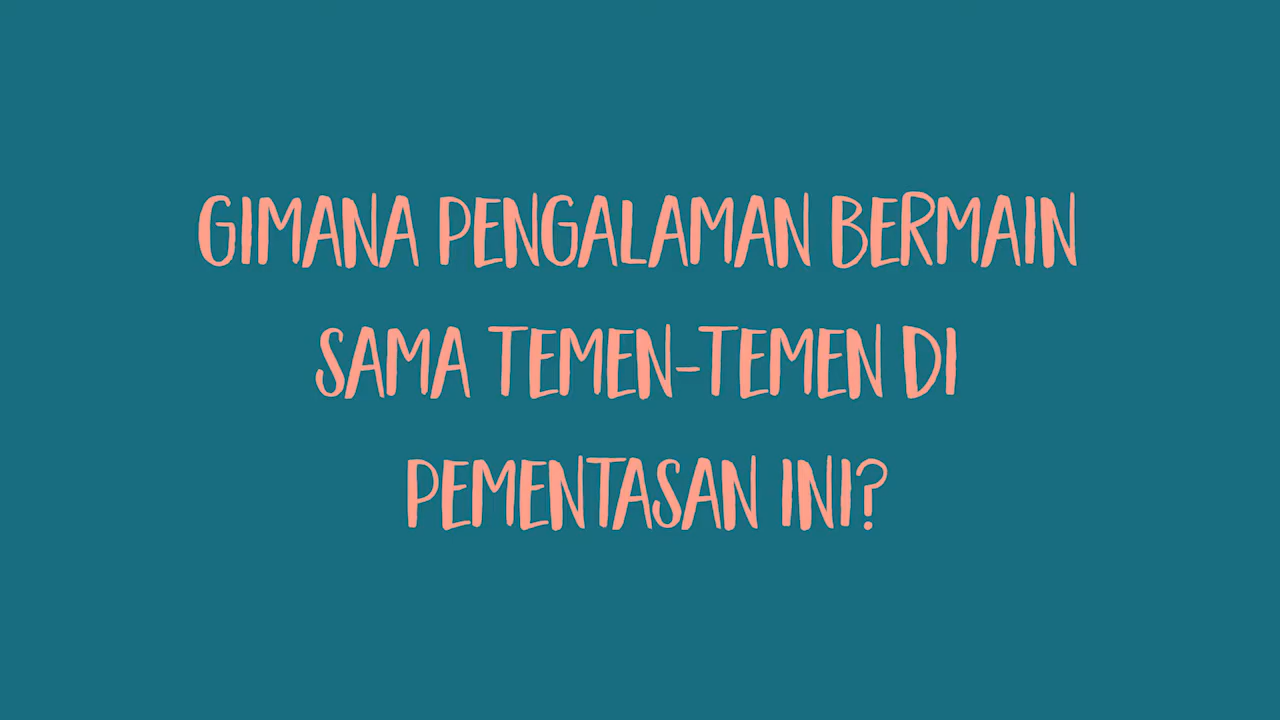 GIMANA PENGALAMAN BERMAIN
SAMA TEMEN-TEMEN DI
PEMENTASAN INI?